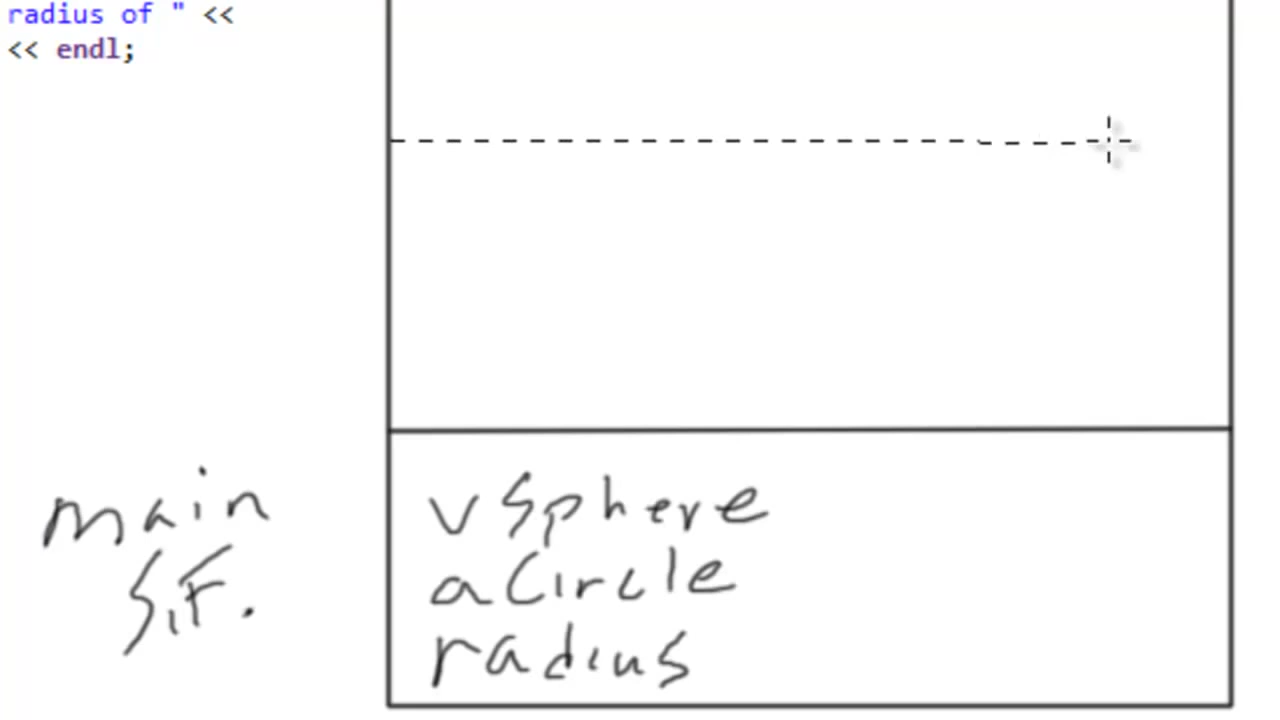 radius of " <<
<< endl;
main
S.F.
vSphere
aCircle
radius